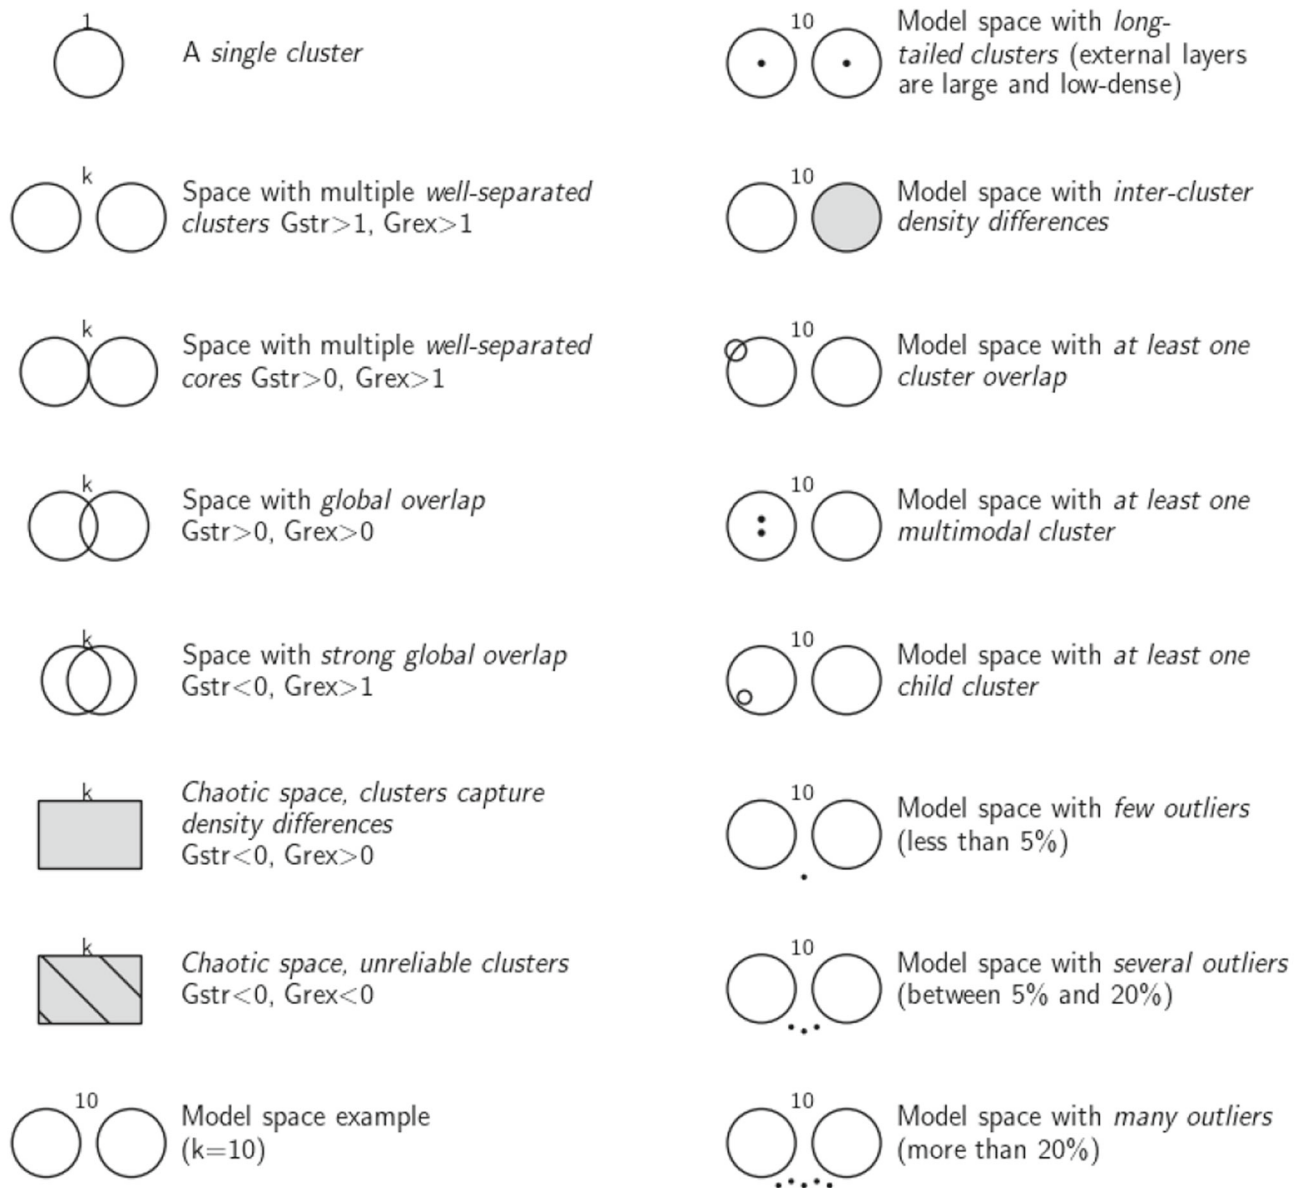 1
A single cluster
k
Space with multiple well-separated
clusters Gstr>1, Grex>1
k
Space with multiple well-separated
cores Gstr>0, Grex>1
k
Space with global overlap
Gstr>0, Grex>0
k
Space with strong global overlap
Gstr<0, Grex>1
k
Chaotic space, clusters capture
density differences
Gstr<0, Grex>0
k
Chaotic space, unreliable clusters
Gstr<0, Grex<0
10
Model space example
(k=10)
10
Model space with long-
tailed clusters (external layers
are large and low-dense)
10
Model space with inter-cluster
density differences
10
Model space with at least one
cluster overlap
10
Model space with at least one
multimodal cluster
10
Model space with at least one
child cluster
10
Model space with few outliers
(less than 5%)
10
Model space with several outliers
(between 5% and 20%)
10
Model space with many outliers
(more than 20%)